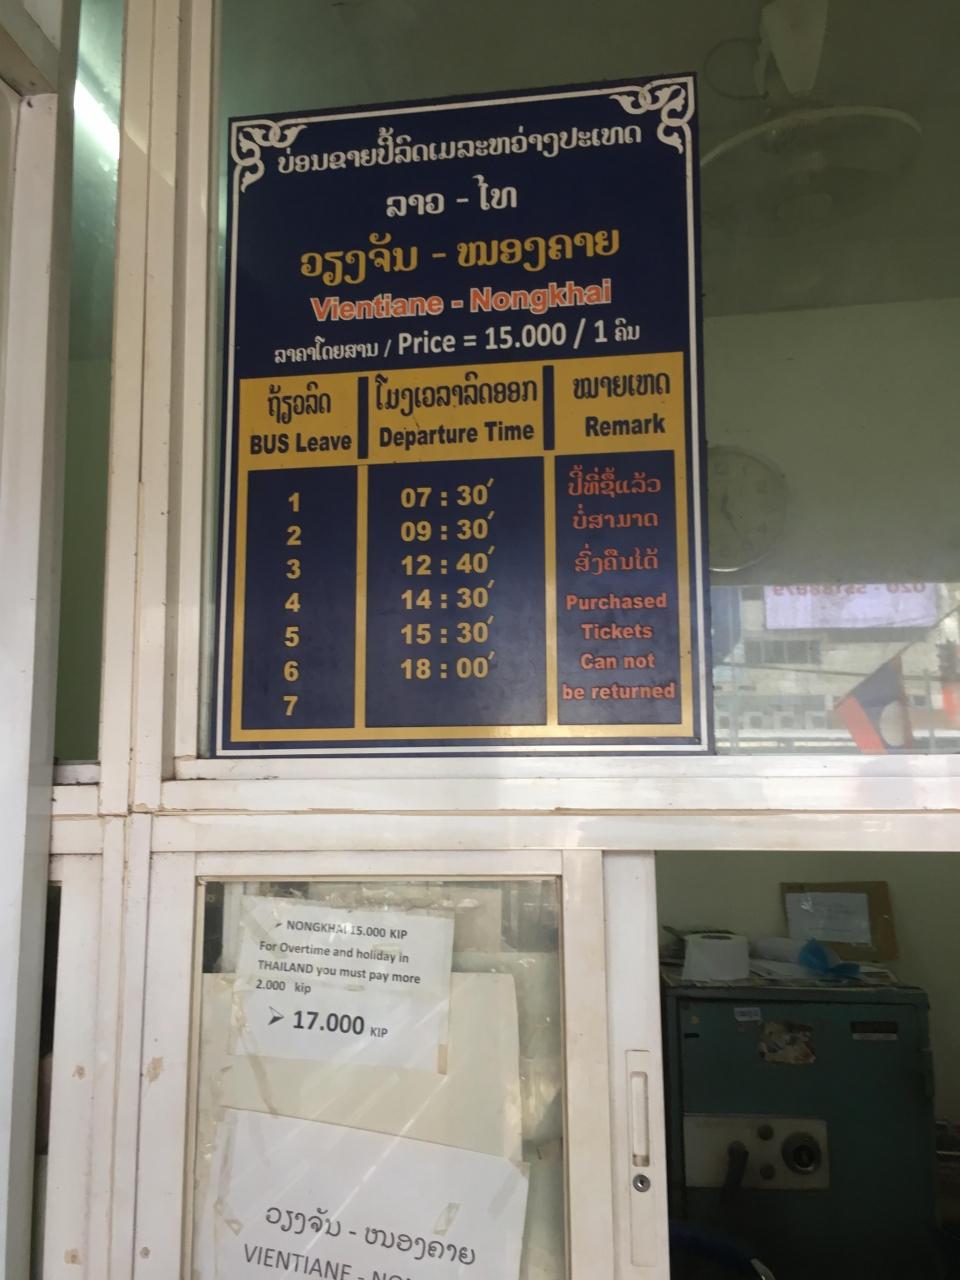 ບ່ອນຂາຍປີ້ລົດເມລະຫວ່າງປະເທດ
ລາວ - ໄທ
ວຽງຈັນ - ໜອງຄາຍ
Vientiane - Nongkhai
ລາຄາໂດຍສານ / Price = 15.000 / 1 ຄົນ
ຖ້ຽວລົດ ໂມງເວລາລົດອອກ ໝາຍເຫດ
BUS Leave Departure Time Remark
1 07 : 30′
2 09 : 30′
3 12 : 40′
4 14 : 30′
5 15 : 30′
6 18 : 00′
7
ປີ້ທີ່ຊື້ແລ້ວ
ບໍ່ສາມາດ
ສົ່ງຄືນໄດ້
Purchased
Tickets
Can not
be returned
➢ NONGKHAI 15.000 KIP
For Overtime and holiday in
THAILAND you must pay more
2.000 kip
➢ 17.000 KIP
ວຽງຈັນ - ໜອງຄາຍ
VIENTIANE -